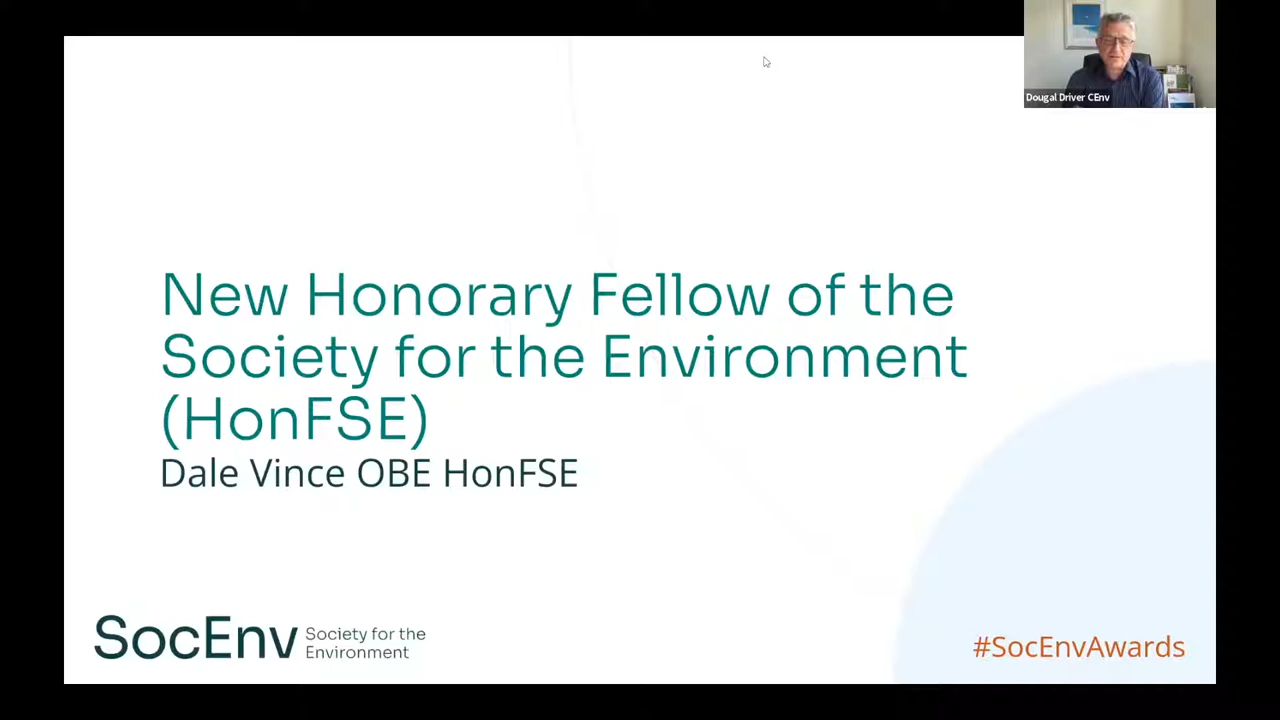 Dougal Driver CEnv
New Honorary Fellow of the
Society for the Environment
(HonFSE)
Dale Vince OBE HonFSE
SocEnv
Society for the
Environment
#SocEnvAwards